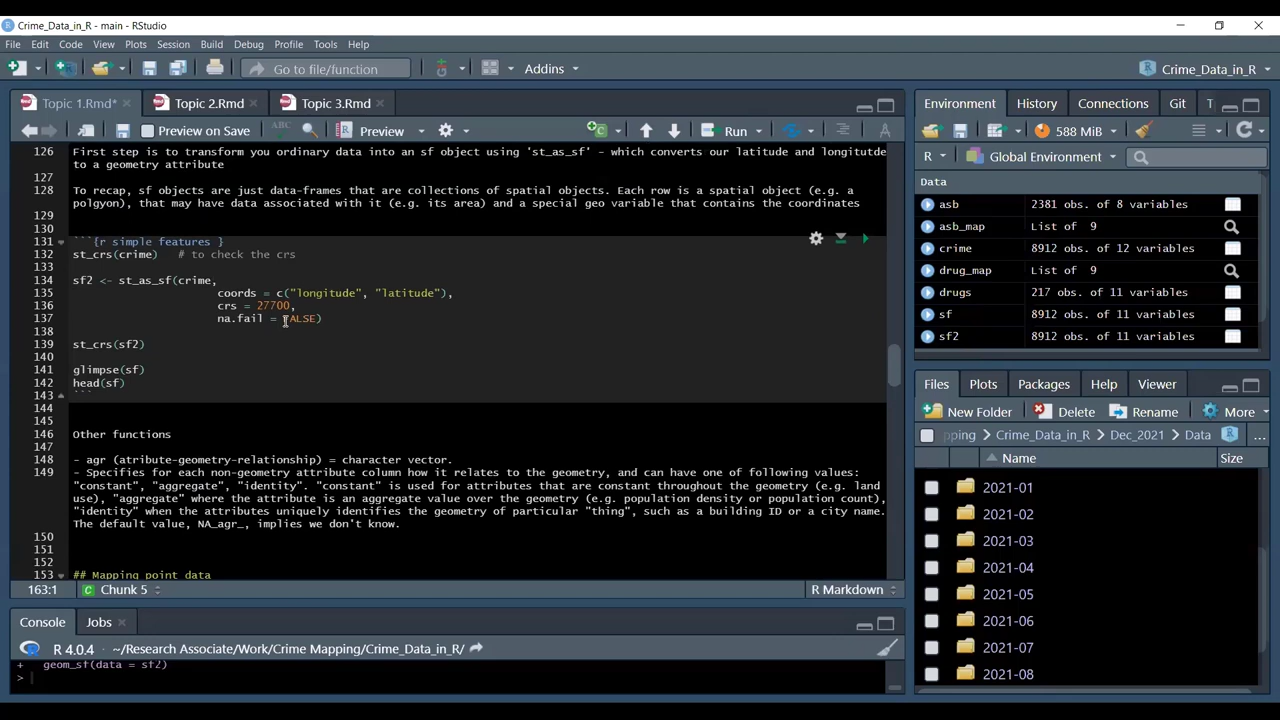 Crime_Data_in_R - main - RStudio
File Edit Code View Plots Session Build Debug Profile Tools Help
Go to file/function Addins Crime_Data_in_R
Topic 1.Rmd* Topic 2.Rmd Topic 3.Rmd
Preview on Save ABC Preview Run
126 First step is to transform you ordinary data into an sf object using 'st_as_sf' - which converts our latitude and longitutde
to a geometry attribute
127
128 To recap, sf objects are just data-frames that are collections of spatial objects. Each row is a spatial object (e.g. a
polgyon), that may have data associated with it (e.g. its area) and a special geo variable that contains the coordinates
129
130
131 ```{r simple features }
132 st_crs(crime) # to check the crs
133
134 sf2 <- st_as_sf(crime,
135 coords = c("longitude", "latitude"),
136 crs = 27700,
137 na.fail = FALSE)
138
139 st_crs(sf2)
140
141 glimpse(sf)
142 head(sf)
143 ```
144
145
146 Other functions
147
148 - agr (atribute-geometry-relationship) = character vector.
149 - Specifies for each non-geometry attribute column how it relates to the geometry, and can have one of following values:
"constant", "aggregate", "identity". "constant" is used for attributes that are constant throughout the geometry (e.g. land
use), "aggregate" where the attribute is an aggregate value over the geometry (e.g. population density or population count),
"identity" when the attributes uniquely identifies the geometry of particular "thing", such as a building ID or a city name.
The default value, NA_agr_, implies we don't know.
150
151
152
153 ## Mapping point data
163:1 Chunk 5 R Markdown
Console Jobs
R 4.0.4 · ~/Research Associate/Work/Crime Mapping/Crime_Data_in_R/
+ geom_sf(data = sf2)
>
Environment History Connections Git T
588 MiB
R Global Environment
Data
asb 2381 obs. of 8 variables
asb_map List of 9
crime 8912 obs. of 12 variables
drug_map List of 9
drugs 217 obs. of 11 variables
sf 8912 obs. of 11 variables
sf2 8912 obs. of 11 variables
Files Plots Packages Help Viewer
New Folder Delete Rename More
pping Crime_Data_in_R Dec_2021 Data ...
Name Size
2021-01
2021-02
2021-03
2021-04
2021-05
2021-06
2021-07
2021-08